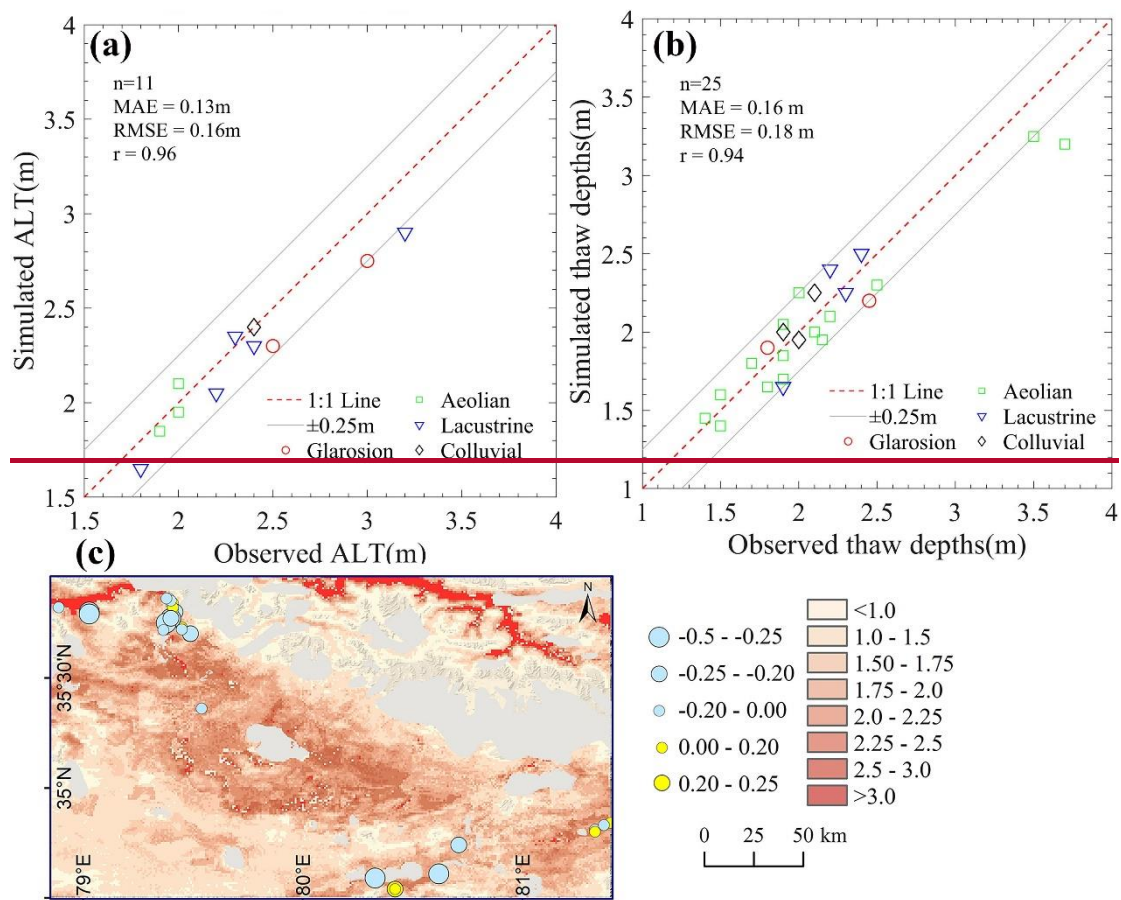 (a)
n=11
MAE = 0.13m
RMSE = 0.16m
r = 0.96
4
3.5
3
2.5
2
1.5
Simulated ALT(m)
1:1 Line
±0.25m
Glarosion
Aeolian
Lacustrine
Colluvial
1.5 2 2.5 3 3.5 4
Observed ALT(m)
(b)
n=25
MAE = 0.16 m
RMSE = 0.18 m
r = 0.94
4
3.5
3
2.5
2
1.5
1
Simulated thaw depths(m)
1:1 Line
±0.25m
Glarosion
Aeolian
Lacustrine
Colluvial
1 1.5 2 2.5 3 3.5 4
Observed thaw depths(m)
(c)
N
35°30'N
35°N
79°E
80°E
81°E
-0.5 - -0.25
-0.25 - -0.20
-0.20 - 0.00
0.00 - 0.20
0.20 - 0.25
<1.0
1.0 - 1.5
1.50 - 1.75
1.75 - 2.0
2.0 - 2.25
2.25 - 2.5
2.5 - 3.0
>3.0
0 25 50 km